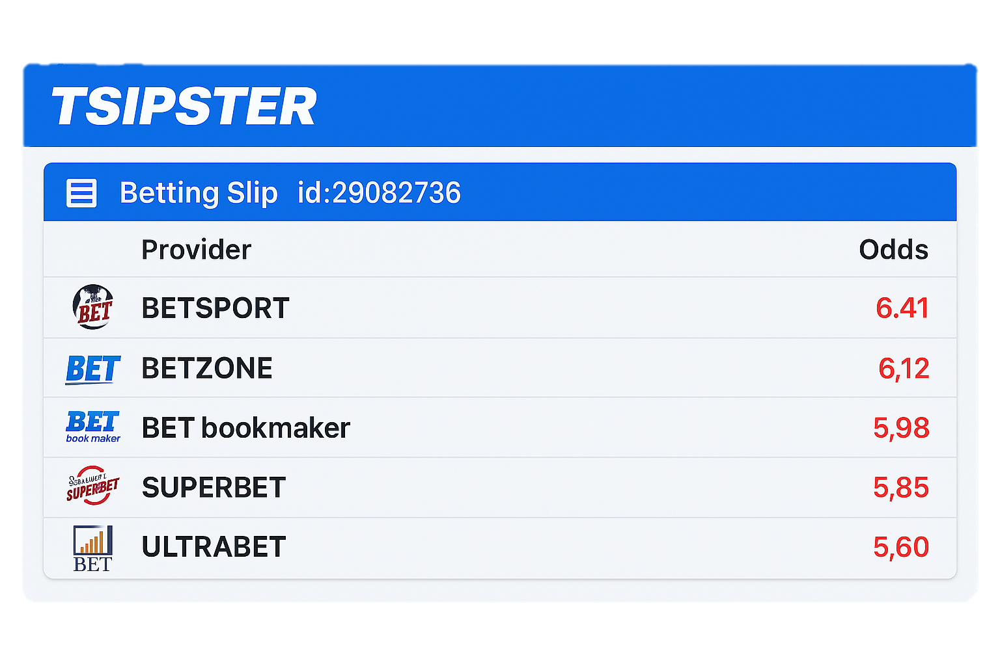 TSIPSTER
Betting Slip id:29082736
Provider Odds
BET BETSPORT 6.41
BET BETZONE 6,12
BET BET bookmaker 5,98
book maker
SUPERBET SUPERBET 5,85
ULTRABET 5,60
BET